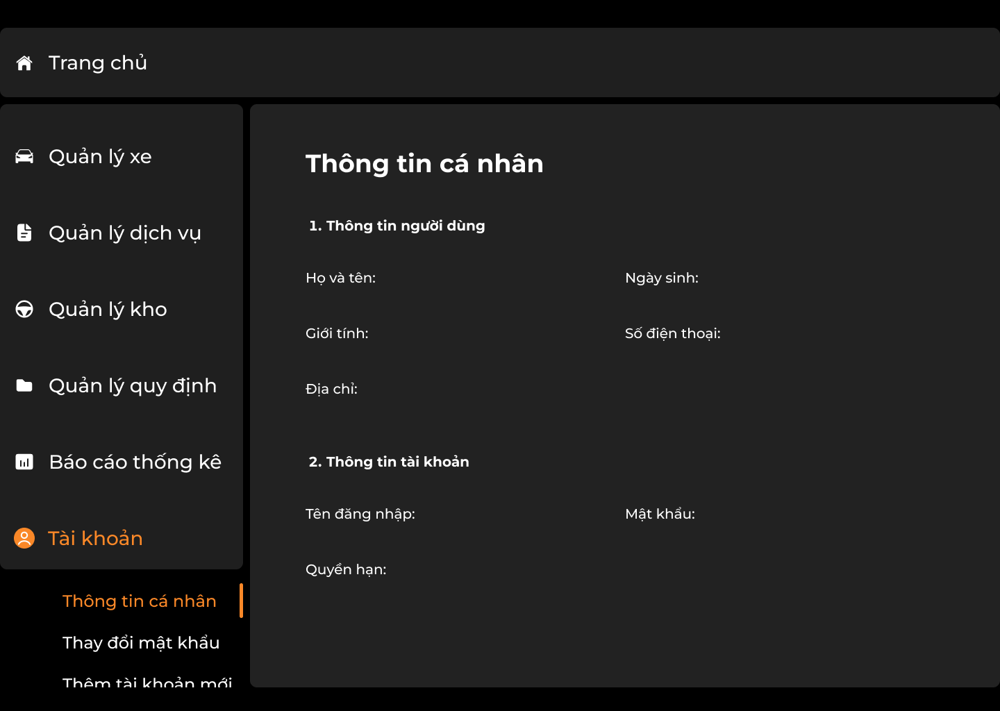 Trang chủ
Quản lý xe
Quản lý dịch vụ
Quản lý kho
Quản lý quy định
Báo cáo thống kê
Tài khoản
Thông tin cá nhân
Thay đổi mật khẩu
Thêm tài khoản mới
Thông tin cá nhân
1. Thông tin người dùng
Họ và tên:
Ngày sinh:
Giới tính:
Số điện thoại:
Địa chỉ:
2. Thông tin tài khoản
Tên đăng nhập:
Mật khẩu:
Quyền hạn: